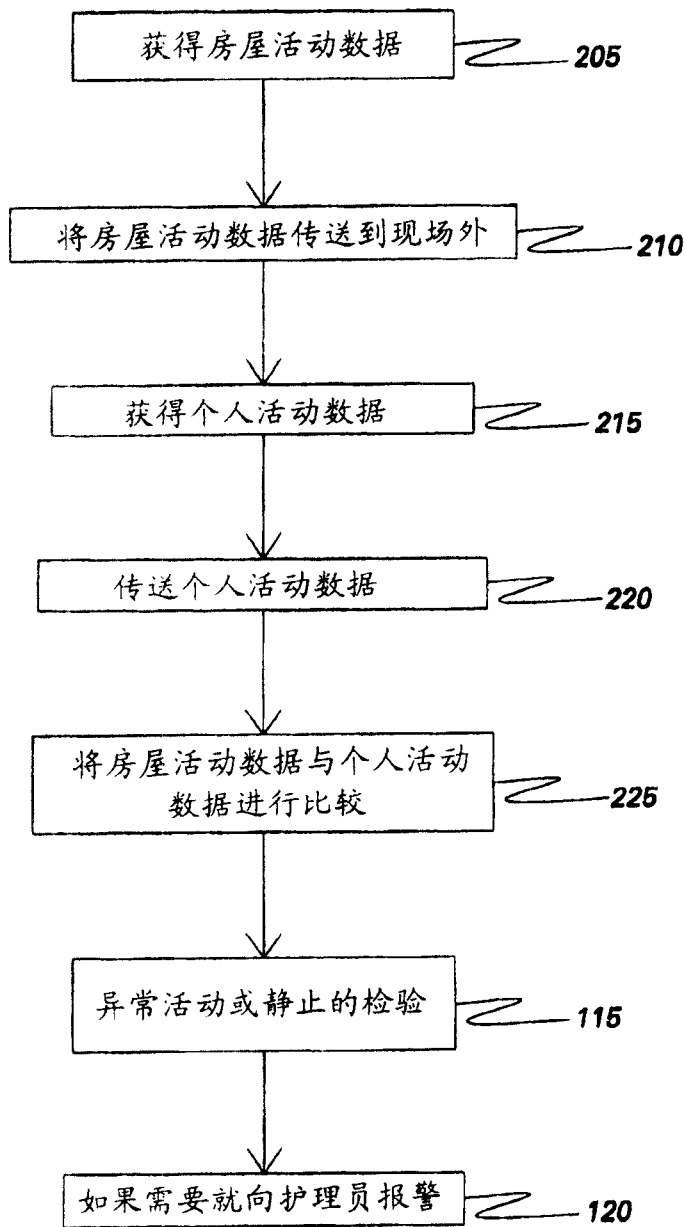 获得房屋活动数据
205
将房屋活动数据传送到现场外
210
获得个人活动数据
215
传送个人活动数据
220
将房屋活动数据与个人活动
数据进行比较
225
异常活动或静止的检验
115
如果需要就向护理员报警
120